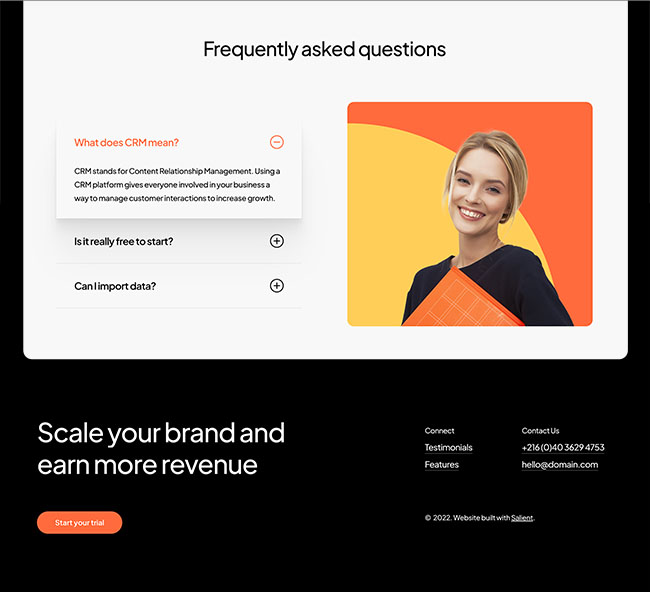 Frequently asked questions
What does CRM mean?
CRM stands for Content Relationship Management. Using a
CRM platform gives everyone involved in your business a
way to manage customer interactions to increase growth.
Is it really free to start?
Can I import data?
Scale your brand and
earn more revenue
Start your trial
Connect
Testimonials
Features
Contact Us
+216 (0)40 3629 4753
hello@domain.com
© 2022. Website built with Salient.